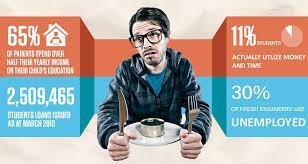 65%
OF PARENTS SPEND OVER
HALF THEIR YEARLY INCOME
ON THEIR CHILD'S EDUCATION
2,509,465
STUDENTS LOANS ISSUED
AS AT MARCH 2013
11% STUDENTS
ACTUALLY UTLIZE MONEY
AND TIME
30%
OF FRESH ENGINEERS ARE
UNEMPLOYED